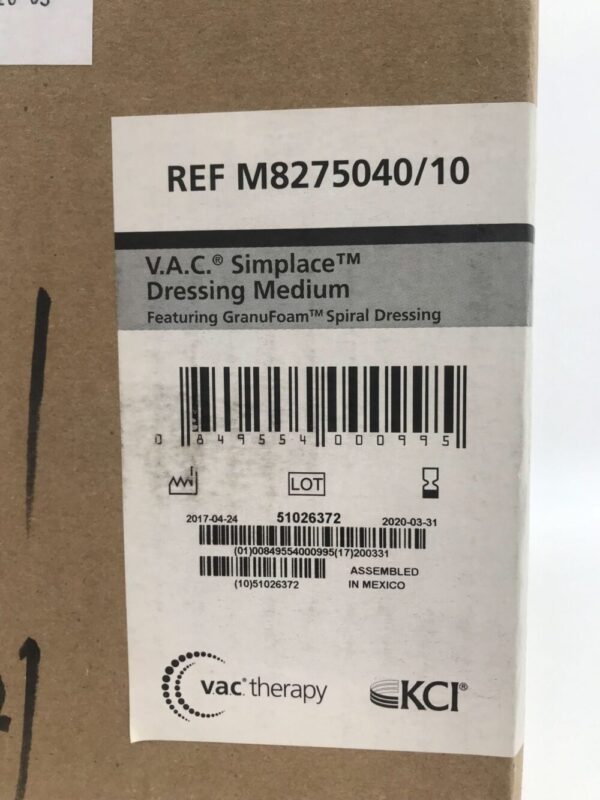 REF M8275040/10
V.A.C.® Simplace™
Dressing Medium
Featuring GranuFoam™ Spiral Dressing
0 849554 000995
LOT
2017-04-24 51026372 2020-03-31
(01)00849554000995(17)200331
(10)51026372
ASSEMBLED
IN MEXICO
v.a.c.® therapy
KCI®